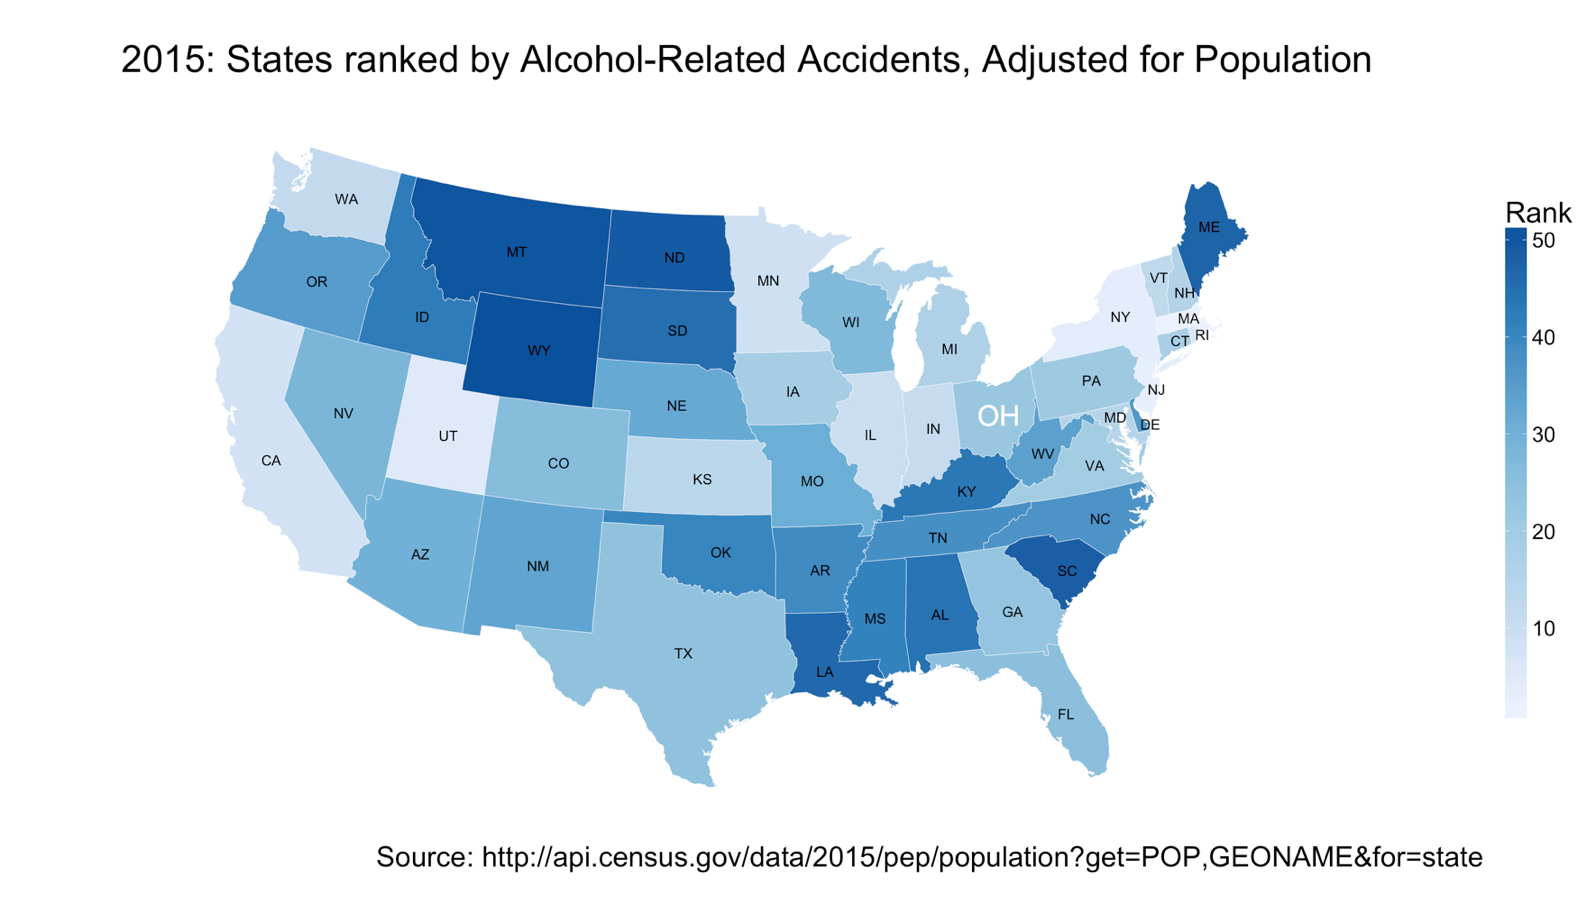 2015: States ranked by Alcohol-Related Accidents, Adjusted for Population
Rank
50
40
30
20
10
WA
MT
ND
MN
ME
OR
ID
SD
WI
VT
NH
WY
MI
NY
MA
RI
CT
NE
IA
PA
NJ
NV
UT
CO
IL
IN
OH
MD
DE
CA
KS
MO
WV
VA
KY
AZ
NM
OK
AR
TN
NC
SC
TX
LA
MS
AL
GA
FL
Source: http://api.census.gov/data/2015/pep/population?get=POP,GEONAME&for=state